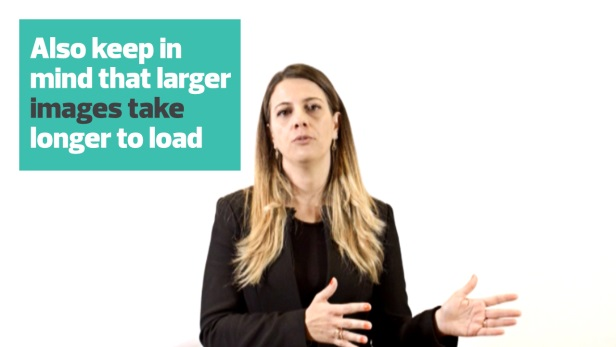 Also keep in
mind that larger
images take
longer to load